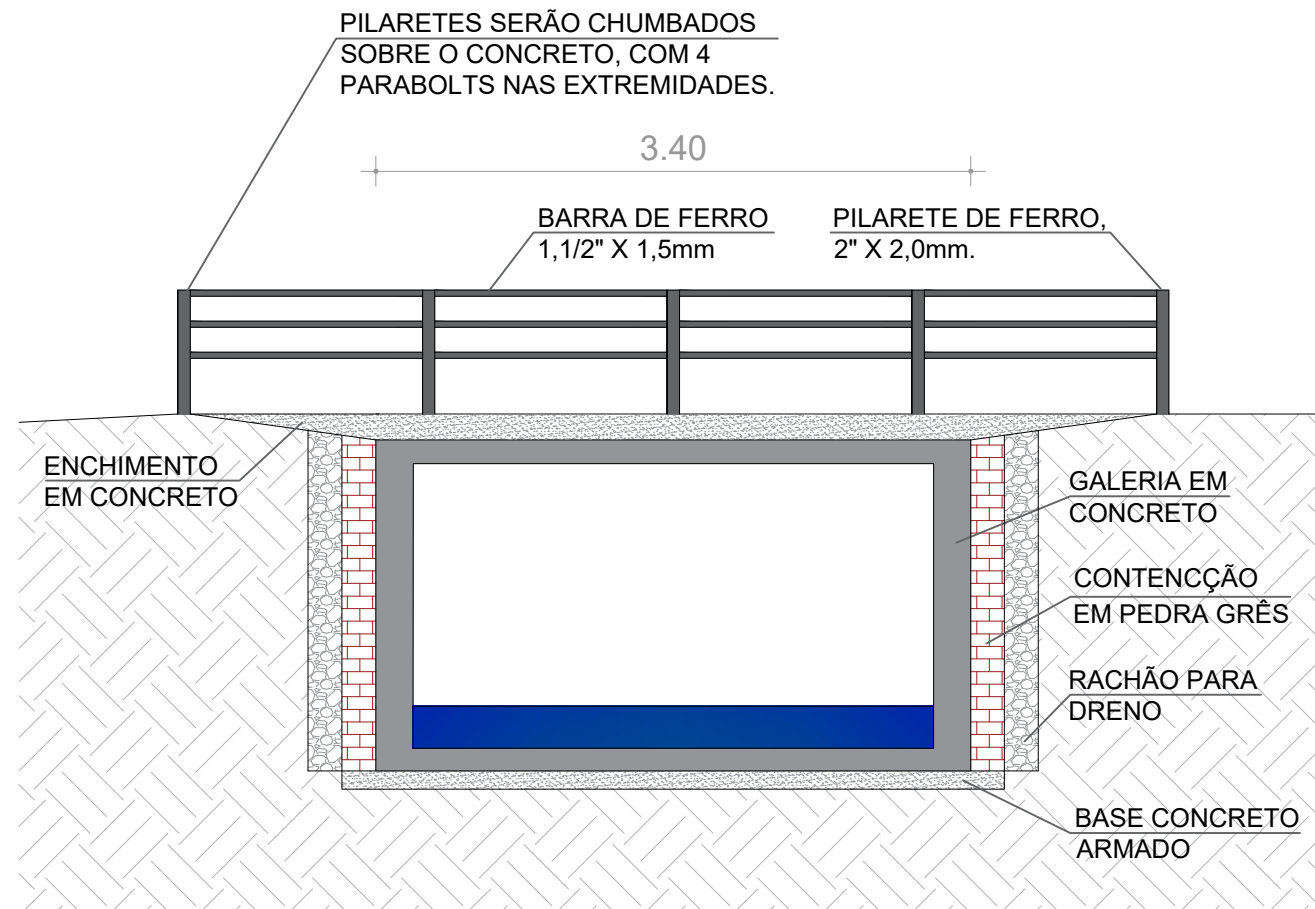 PILARETES SERÃO CHUMBADOS
SOBRE O CONCRETO, COM 4
PARABOLTS NAS EXTREMIDADES.
3.40
BARRA DE FERRO
1,1/2" X 1,5mm
PILARETE DE FERRO,
2" X 2,0mm.
ENCHIMENTO
EM CONCRETO
GALERIA EM
CONCRETO
CONTENCÇÃO
EM PEDRA GRÊS
RACHÃO PARA
DRENO
BASE CONCRETO
ARMADO